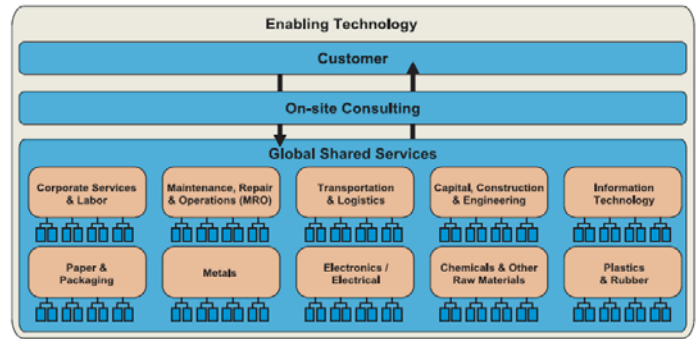 Enabling Technology
Customer
On-site Consulting
Global Shared Services
Corporate Services
& Labor
Maintenance, Repair
& Operations (MRO)
Transportation
& Logistics
Capital, Construction
& Engineering
Information
Technology
Paper &
Packaging
Metals
Electronics /
Electrical
Chemicals & Other
Raw Materials
Plastics
& Rubber